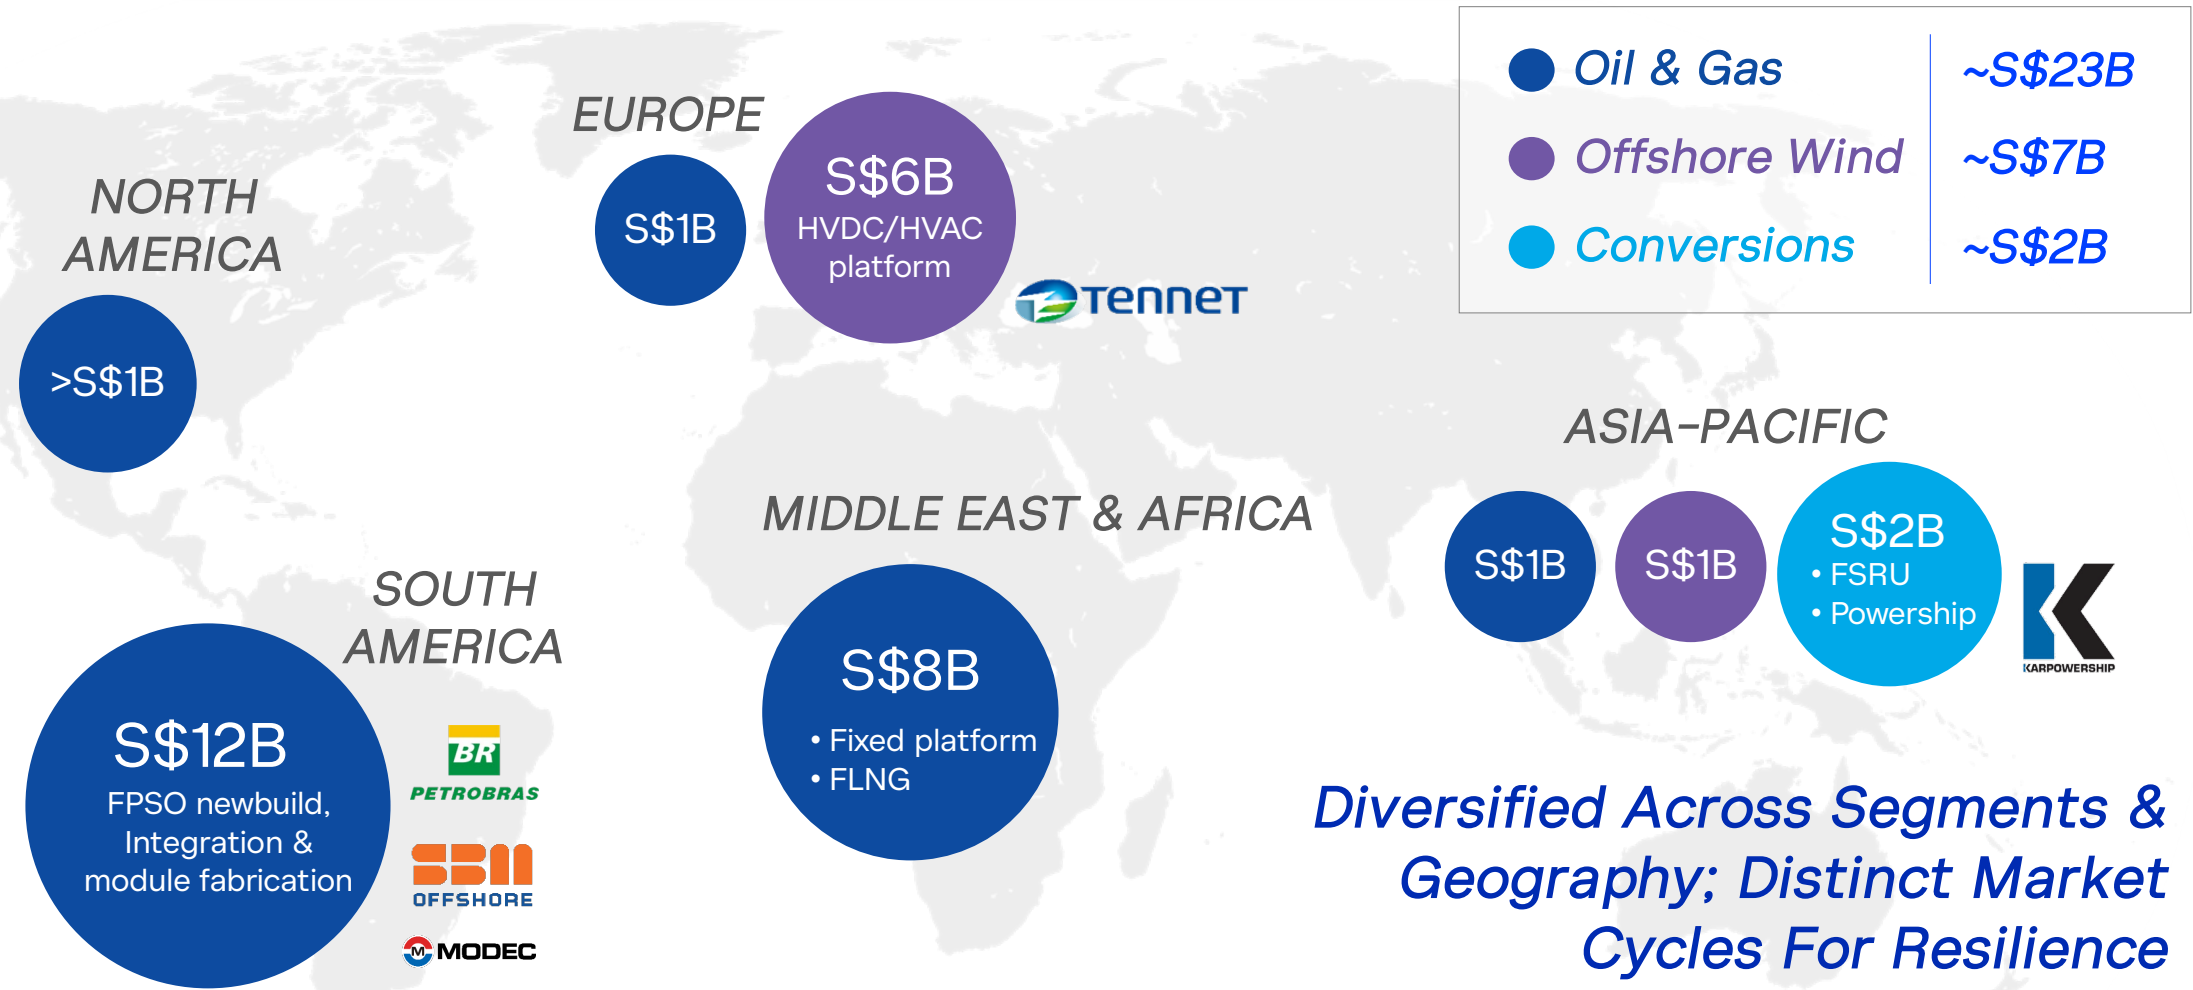 NORTH
AMERICA
>S$1B
EUROPE
S$1B
S$6B
HVDC/HVAC
platform
TenneT
Oil & Gas ~S$23B
Offshore Wind ~S$7B
Conversions ~S$2B
SOUTH
AMERICA
S$12B
FPSO newbuild,
Integration &
module fabrication
BR
PETROBRAS
SBM
OFFSHORE
M MODEC
MIDDLE EAST & AFRICA
S$8B
• Fixed platform
• FLNG
ASIA-PACIFIC
S$1B
S$1B
S$2B
• FSRU
• Powership
K
KARPOWERSHIP
Diversified Across Segments &
Geography; Distinct Market
Cycles For Resilience